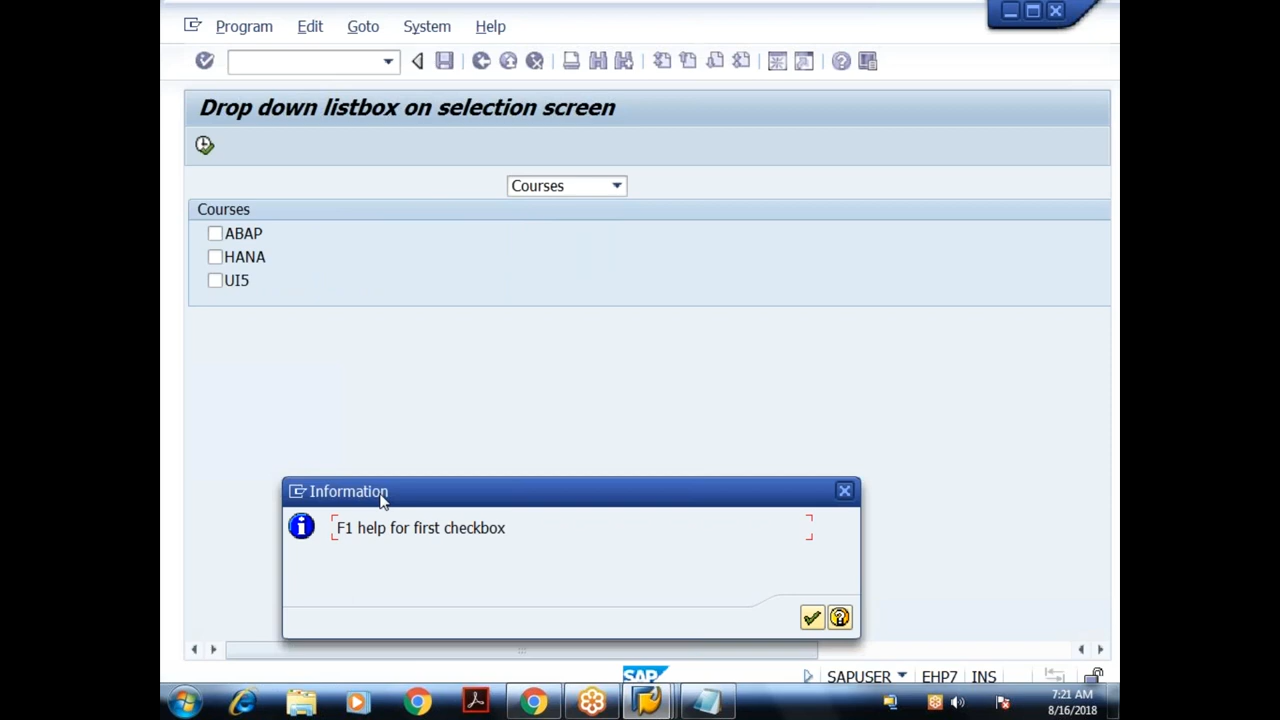 Program Edit Goto System Help
Drop down listbox on selection screen
Courses
Courses
ABAP
HANA
UI5
Information
F1 help for first checkbox
SAP
SAPUSER EHP7 INS
7:21 AM
8/16/2018